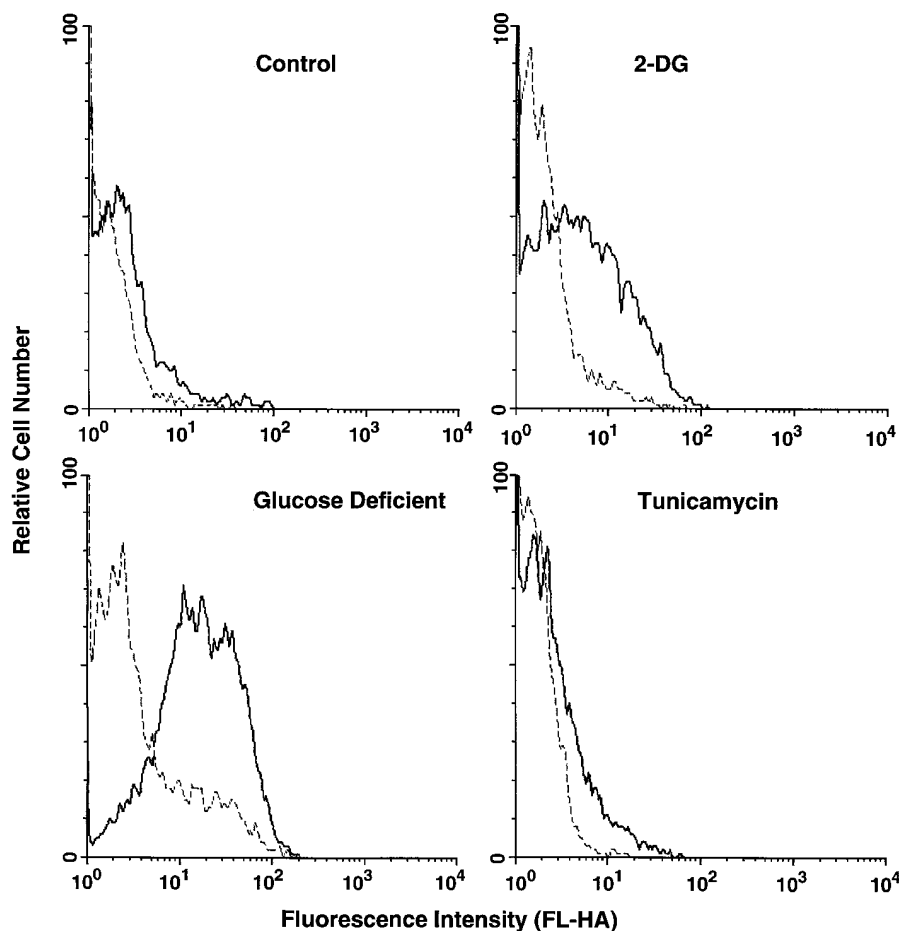 100
Control
0
10⁰ 10¹ 10² 10³ 10⁴
100
2-DG
0
10⁰ 10¹ 10² 10³ 10⁴
Relative Cell Number
100
Glucose Deficient
0
10⁰ 10¹ 10² 10³ 10⁴
100
Tunicamycin
0
10⁰ 10¹ 10² 10³ 10⁴
Fluorescence Intensity (FL-HA)